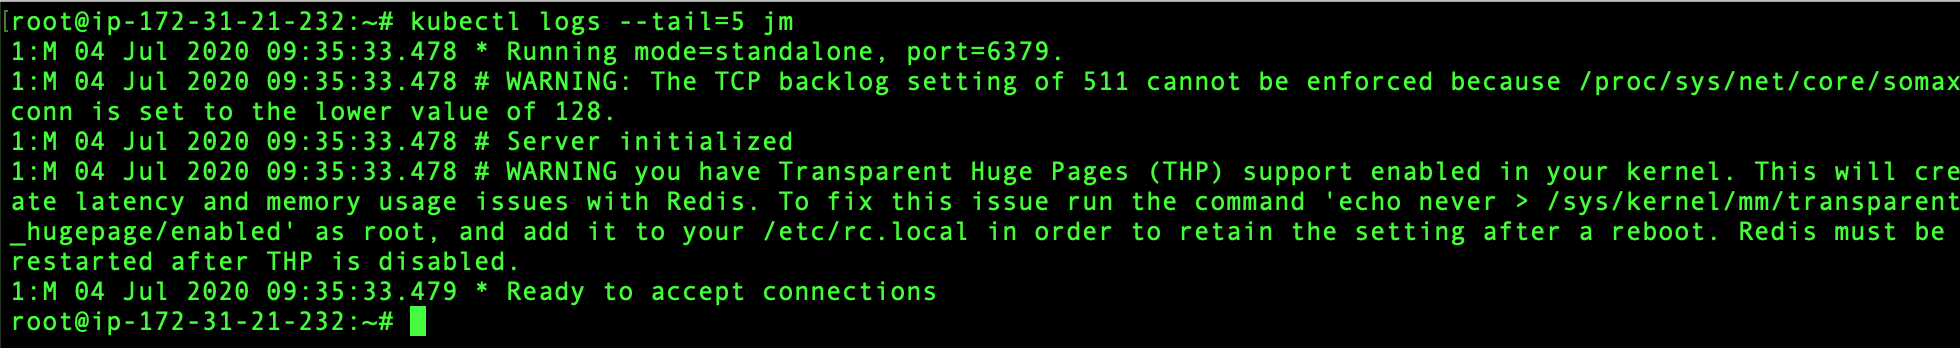 [root@ip-172-31-21-232:~# kubectl logs --tail=5 jm
1:M 04 Jul 2020 09:35:33.478 * Running mode=standalone, port=6379.
1:M 04 Jul 2020 09:35:33.478 # WARNING: The TCP backlog setting of 511 cannot be enforced because /proc/sys/net/core/somax
conn is set to the lower value of 128.
1:M 04 Jul 2020 09:35:33.478 # Server initialized
1:M 04 Jul 2020 09:35:33.478 # WARNING you have Transparent Huge Pages (THP) support enabled in your kernel. This will cre
ate latency and memory usage issues with Redis. To fix this issue run the command 'echo never > /sys/kernel/mm/transparent
_hugepage/enabled' as root, and add it to your /etc/rc.local in order to retain the setting after a reboot. Redis must be
restarted after THP is disabled.
1:M 04 Jul 2020 09:35:33.479 * Ready to accept connections
root@ip-172-31-21-232:~#